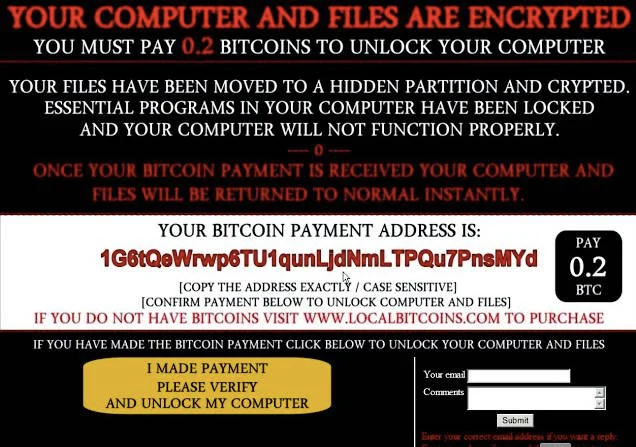 YOUR COMPUTER AND FILES ARE ENCRYPTED
YOU MUST PAY 0.2 BITCOINS TO UNLOCK YOUR COMPUTER
YOUR FILES HAVE BEEN MOVED TO A HIDDEN PARTITION AND CRYPTED.
ESSENTIAL PROGRAMS IN YOUR COMPUTER HAVE BEEN LOCKED
AND YOUR COMPUTER WILL NOT FUNCTION PROPERLY.
---- 0 ----
ONCE YOUR BITCOIN PAYMENT IS RECEIVED YOUR COMPUTER AND
FILES WILL BE RETURNED TO NORMAL INSTANTLY.
YOUR BITCOIN PAYMENT ADDRESS IS:
1G6tQeWrwp6TU1qunLjdNmLTPQu7PnsMYd
[COPY THE ADDRESS EXACTLY / CASE SENSITIVE]
[CONFIRM PAYMENT BELOW TO UNLOCK COMPUTER AND FILES]
IF YOU DO NOT HAVE BITCOINS VISIT WWW.LOCALBITCOINS.COM TO PURCHASE
PAY
0.2
BTC
IF YOU HAVE MADE THE BITCOIN PAYMENT CLICK BELOW TO UNLOCK YOUR COMPUTER AND FILES
I MADE PAYMENT
PLEASE VERIFY
AND UNLOCK MY COMPUTER
Your email
Comments
Submit
Enter your correct email address if you want a reply.